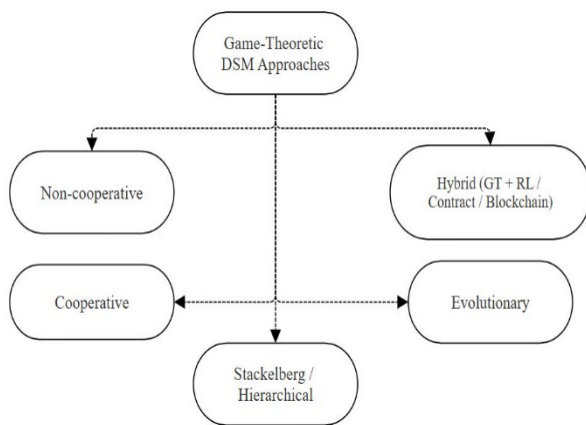 Game-Theoretic
DSM Approaches
Non-cooperative
Hybrid (GT + RL /
Contract / Blockchain)
Cooperative
Evolutionary
Stackelberg /
Hierarchical